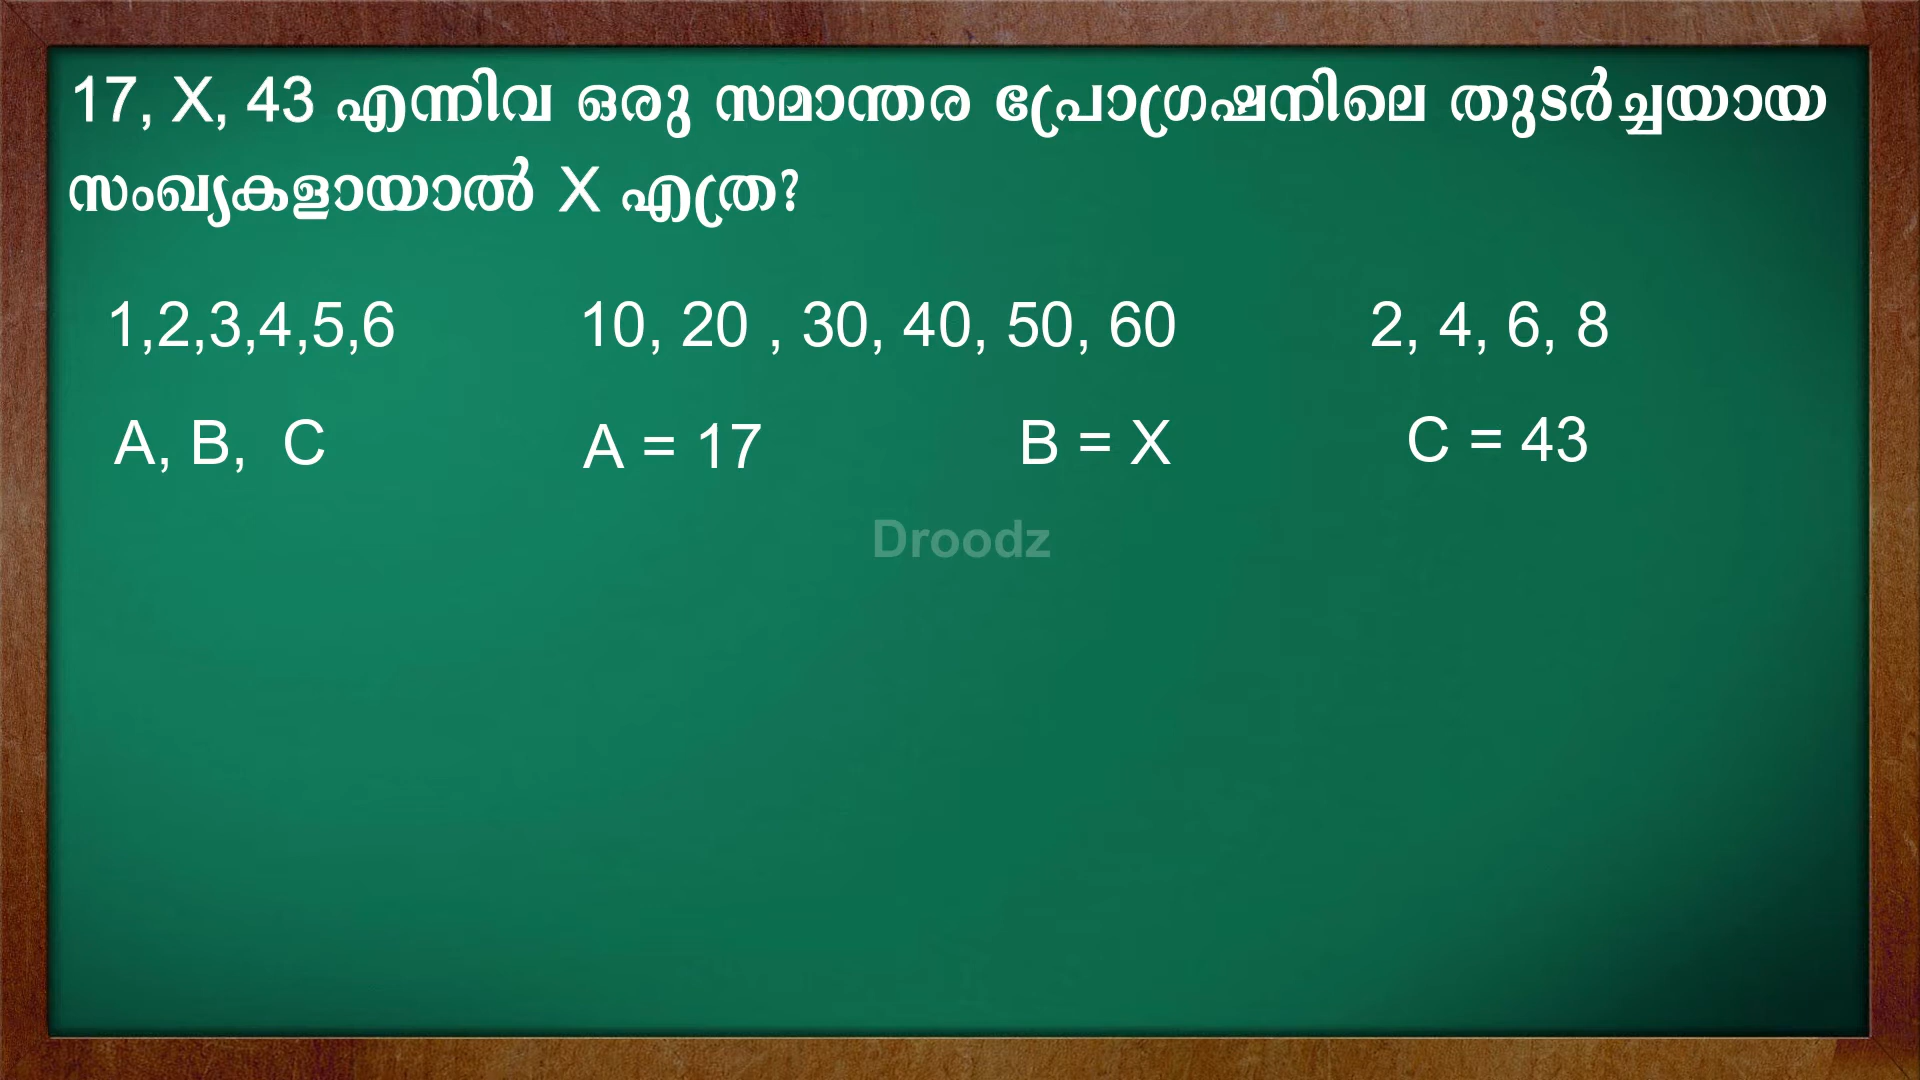 17, X, 43 എന്നിവ ഒരു സമാന്തര പ്രോഗ്രഷനിലെ തുടർച്ചയായ
സംഖ്യകളായാൽ X എത്ര?
1,2,3,4,5,6 10, 20 , 30, 40, 50, 60 2, 4, 6, 8
A, B, C A = 17 B = X C = 43
Droodz